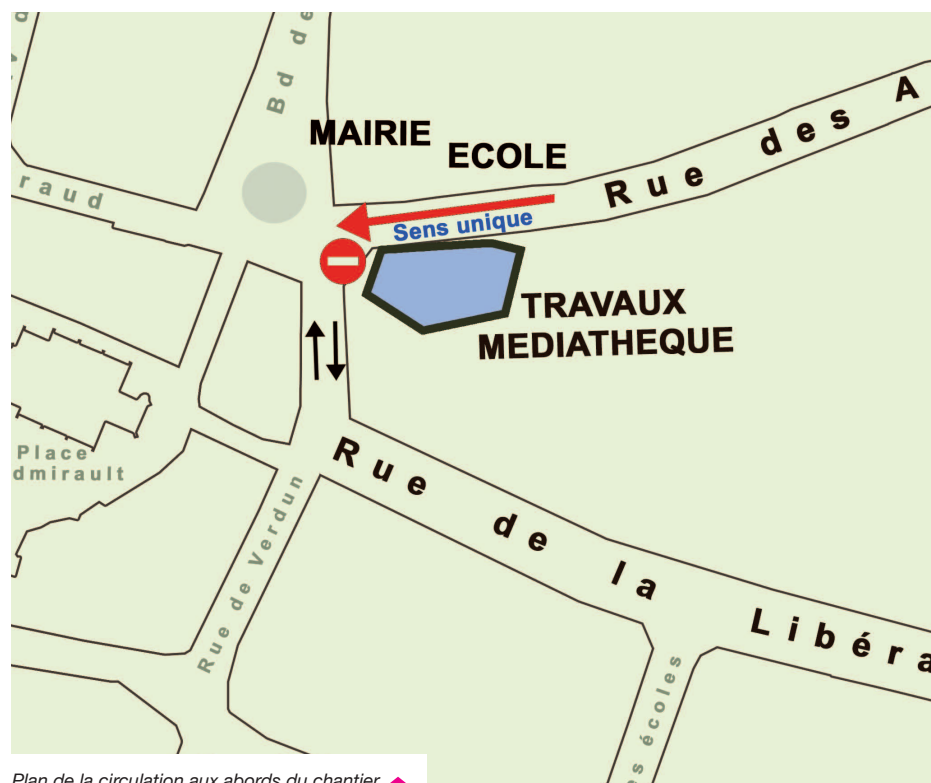 Bd de
MAIRIE
ECOLE
Rue des A
raud
Sens unique
TRAVAUX
MEDIATHEQUE
Place
dmirault
Rue de la Libéra
Rue de Verdun
écoles
Plan de la circulation aux abords du chantier